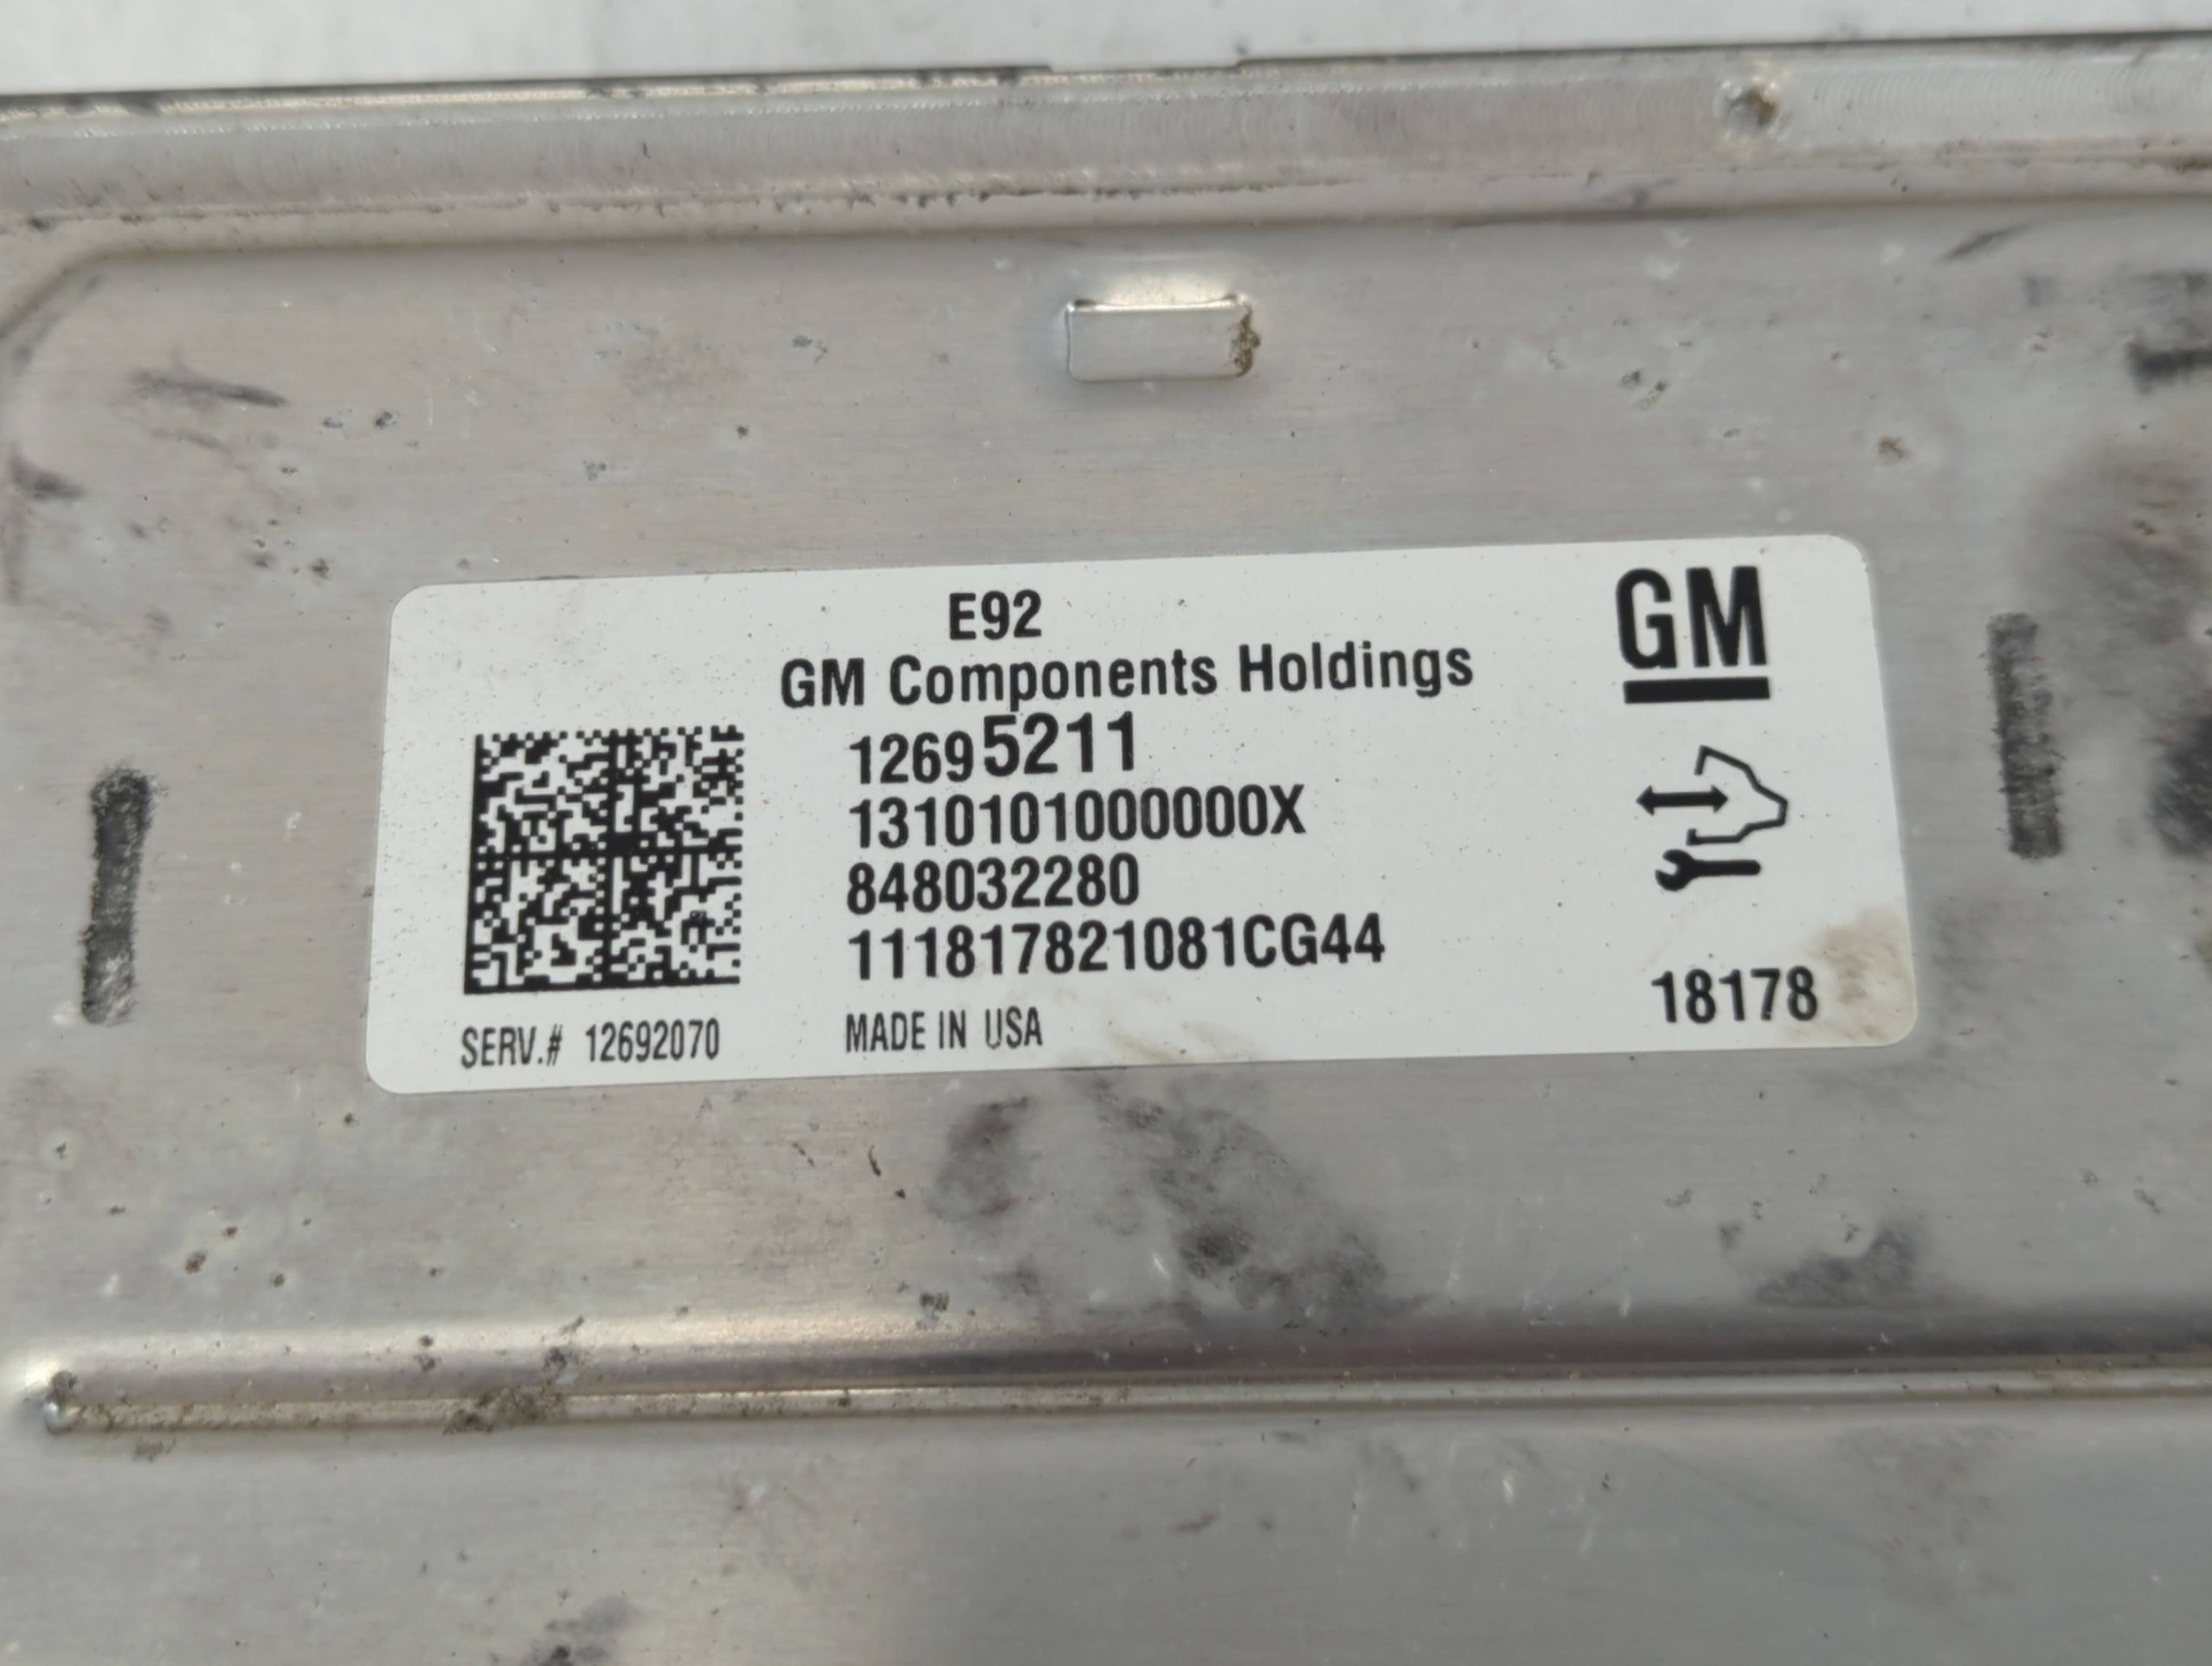 E92
GM Components Holdings
GM
12695211
1310101000000X
848032280
111817821081CG44
SERV.# 12692070
MADE IN USA
18178